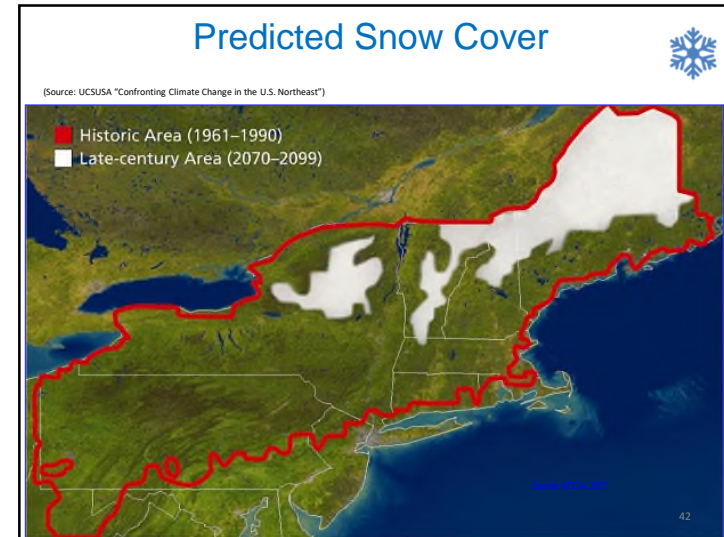 Predicted Snow Cover
(Source: UCSUSA "Confronting Climate Change in the U.S. Northeast")
Historic Area (1961–1990)
Late-century Area (2070–2099)
42